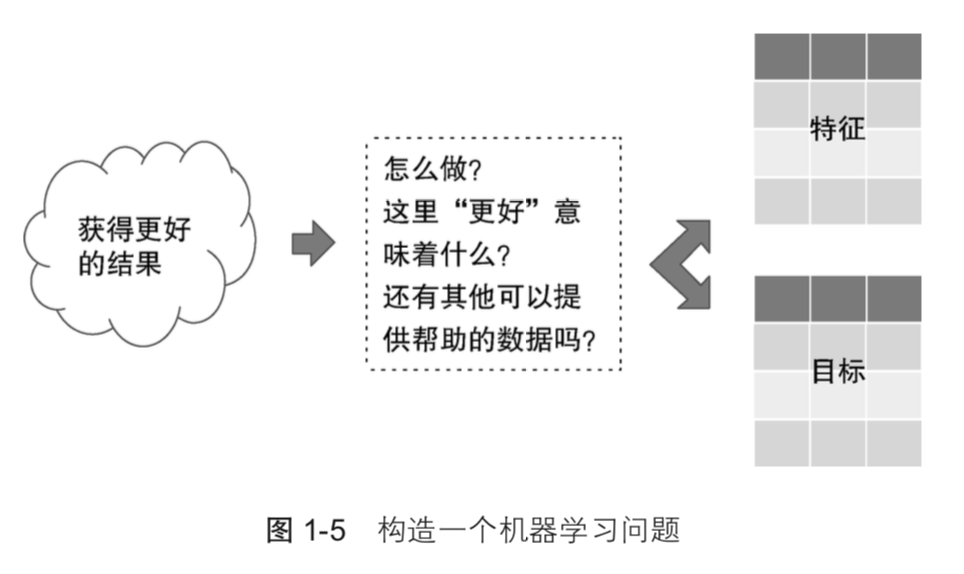 获得更好
的结果
怎么做?
这里“更好”意
味着什么?
还有其他可以提
供帮助的数据吗?
特征
目标
图 1-5 构造一个机器学习问题